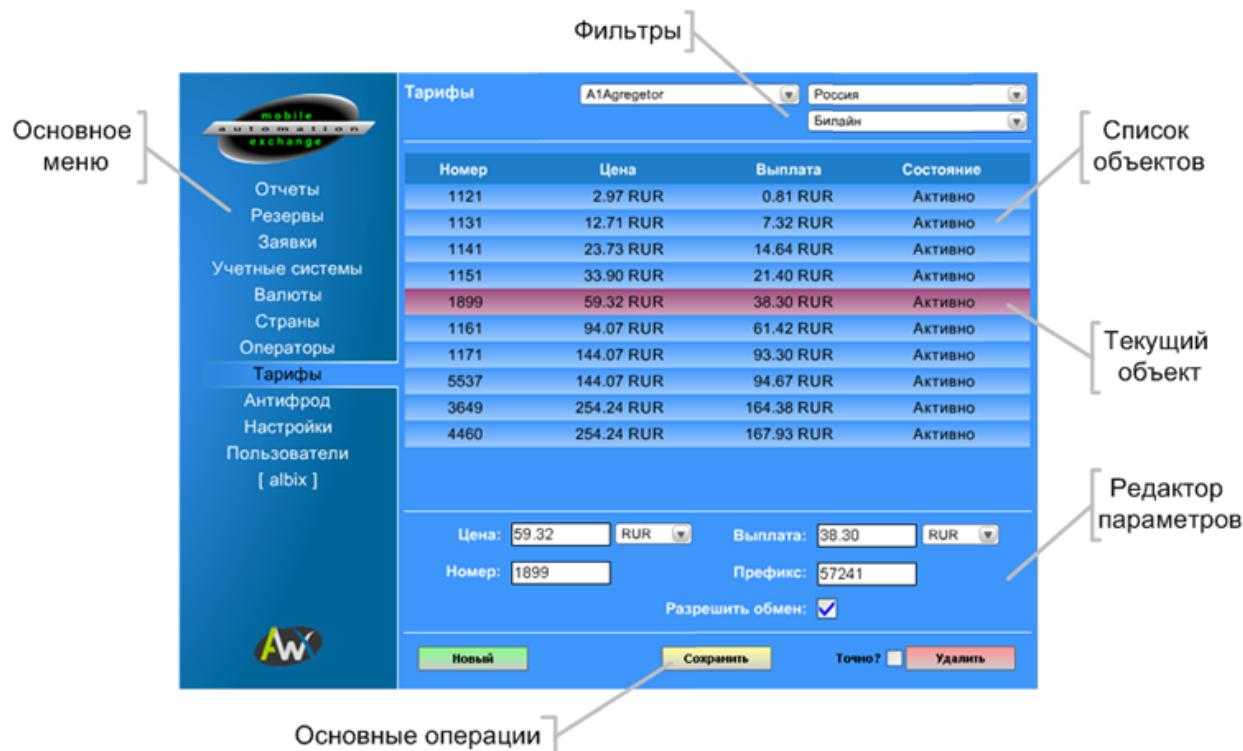 Фильтры
Основное
меню
mobile
automation
exchange
Отчеты
Резервы
Заявки
Учетные системы
Валюты
Страны
Операторы
Тарифы
Антифрод
Настройки
Пользователи
[ albix ]
AWX
Тарифы A1Agregetor Россия
Билайн
Номер Цена Выплата Состояние
1121 2.97 RUR 0.81 RUR Активно
1131 12.71 RUR 7.32 RUR Активно
1141 23.73 RUR 14.64 RUR Активно
1151 33.90 RUR 21.40 RUR Активно
1899 59.32 RUR 38.30 RUR Активно
1161 94.07 RUR 61.42 RUR Активно
1171 144.07 RUR 93.30 RUR Активно
5537 144.07 RUR 94.67 RUR Активно
3649 254.24 RUR 164.38 RUR Активно
4460 254.24 RUR 167.93 RUR Активно
Цена: 59.32 RUR Выплата: 38.30 RUR
Номер: 1899 Префикс: 57241
Разрешить обмен:
Новый Сохранить Точно? Удалить
Список
объектов
Текущий
объект
Редактор
параметров
Основные операции